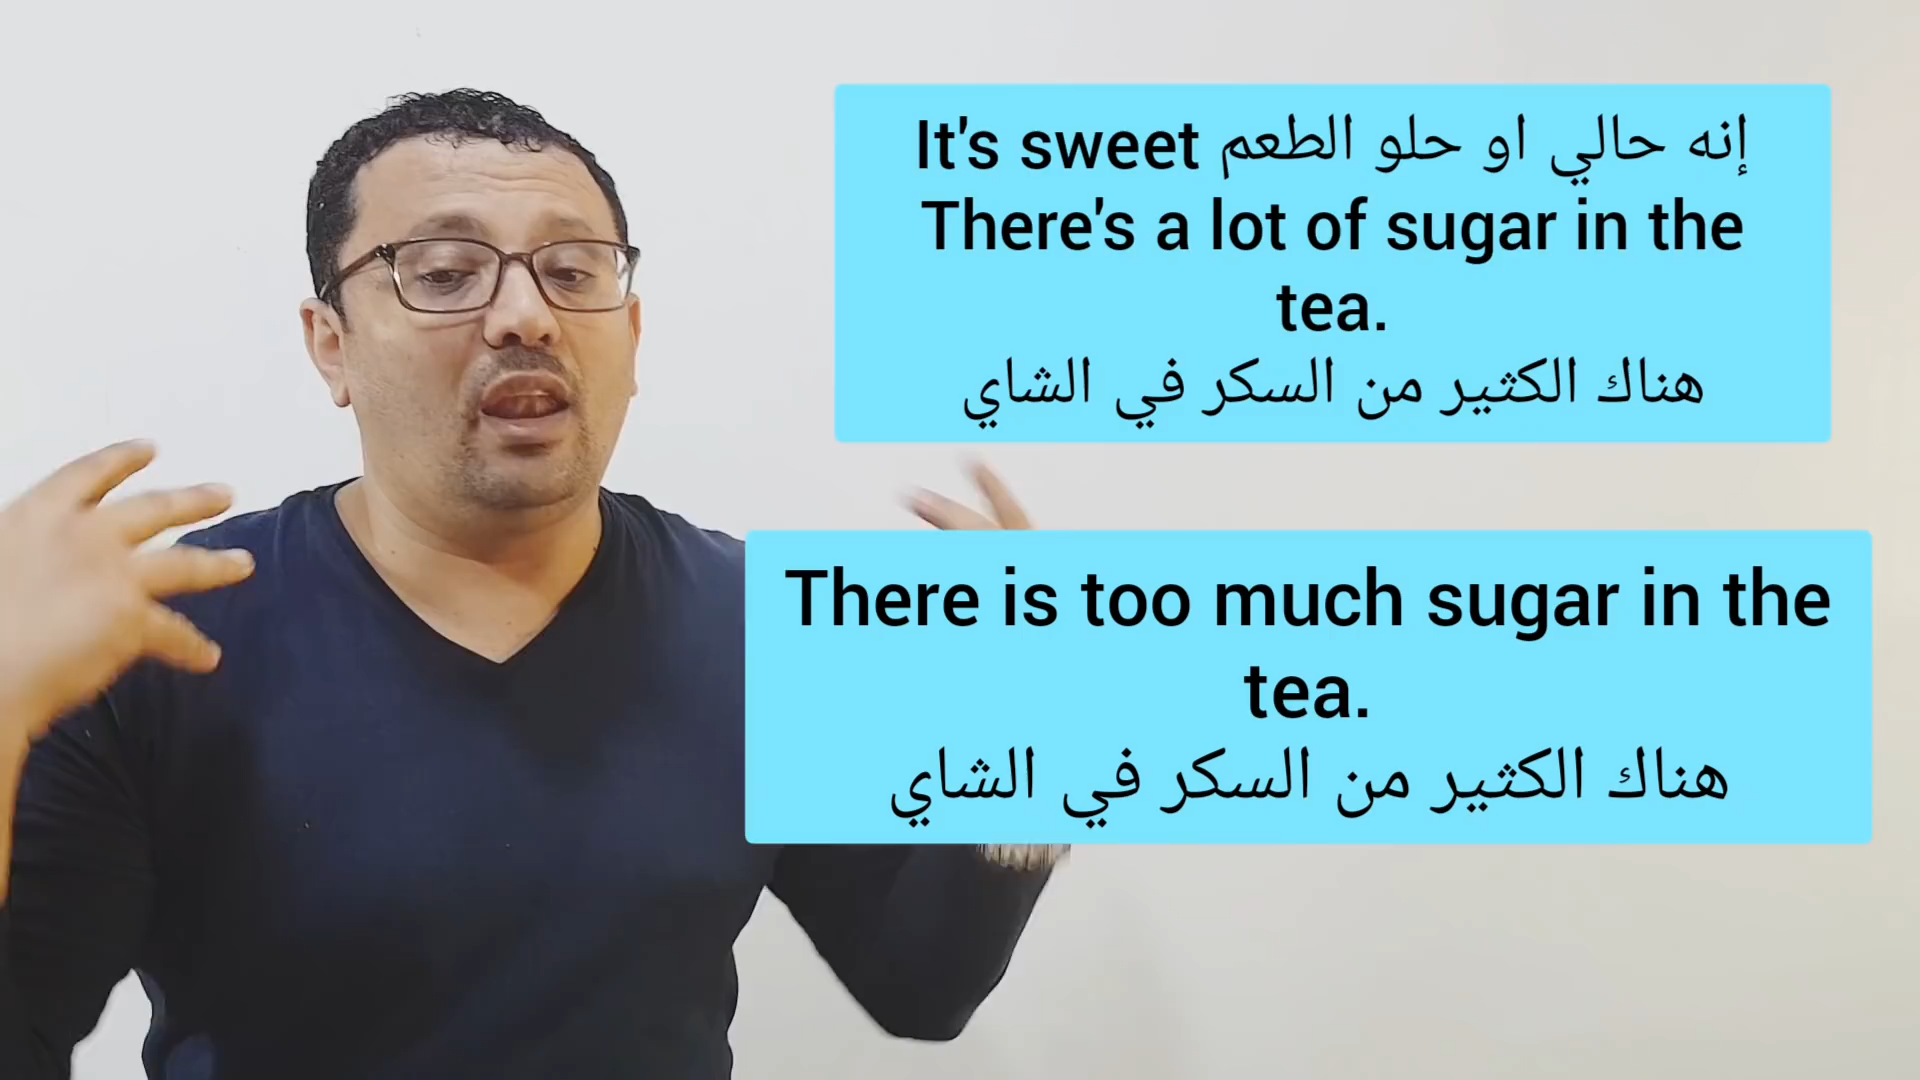 It's sweet إنه حالي او حلو الطعم
There's a lot of sugar in the
tea.
هناك الكثير من السكر في الشاي
There is too much sugar in the
tea.
هناك الكثير من السكر في الشاي